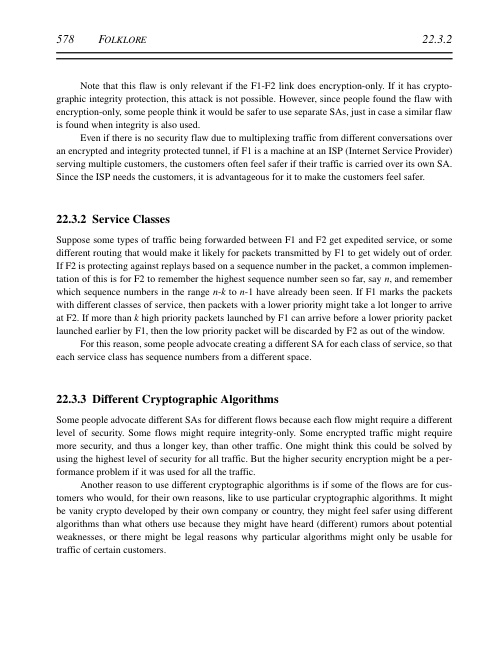 578 FOLKLORE 22.3.2
Note that this flaw is only relevant if the F1-F2 link does encryption-only. If it has crypto-
graphic integrity protection, this attack is not possible. However, since people found the flaw with
encryption-only, some people think it would be safer to use separate SAs, just in case a similar flaw
is found when integrity is also used.
Even if there is no security flaw due to multiplexing traffic from different conversations over
an encrypted and integrity protected tunnel, if F1 is a machine at an ISP (Internet Service Provider)
serving multiple customers, the customers often feel safer if their traffic is carried over its own SA.
Since the ISP needs the customers, it is advantageous for it to make the customers feel safer.
22.3.2 Service Classes
Suppose some types of traffic being forwarded between F1 and F2 get expedited service, or some
different routing that would make it likely for packets transmitted by F1 to get widely out of order.
If F2 is protecting against replays based on a sequence number in the packet, a common implemen-
tation of this is for F2 to remember the highest sequence number seen so far, say n, and remember
which sequence numbers in the range n-k to n-1 have already been seen. If F1 marks the packets
with different classes of service, then packets with a lower priority might take a lot longer to arrive
at F2. If more than k high priority packets launched by F1 can arrive before a lower priority packet
launched earlier by F1, then the low priority packet will be discarded by F2 as out of the window.
For this reason, some people advocate creating a different SA for each class of service, so that
each service class has sequence numbers from a different space.
22.3.3 Different Cryptographic Algorithms
Some people advocate different SAs for different flows because each flow might require a different
level of security. Some flows might require integrity-only. Some encrypted traffic might require
more security, and thus a longer key, than other traffic. One might think this could be solved by
using the highest level of security for all traffic. But the higher security encryption might be a per-
formance problem if it was used for all the traffic.
Another reason to use different cryptographic algorithms is if some of the flows are for cus-
tomers who would, for their own reasons, like to use particular cryptographic algorithms. It might
be vanity crypto developed by their own company or country, they might feel safer using different
algorithms than what others use because they might have heard (different) rumors about potential
weaknesses, or there might be legal reasons why particular algorithms might only be usable for
traffic of certain customers.